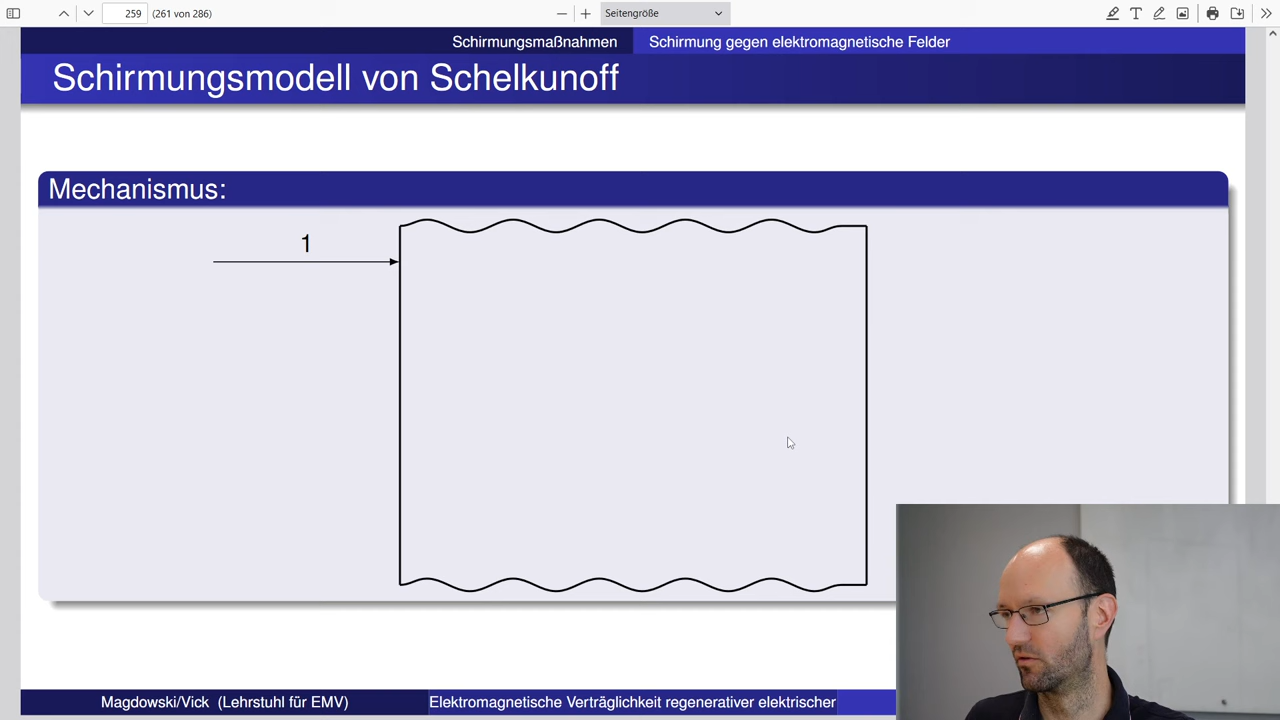 259 (261 von 286) Seitengröße
Schirmungsmaßnahmen Schirmung gegen elektromagnetische Felder
Schirmungsmodell von Schelkunoff
Mechanismus:
1
Magdowski/Vick (Lehrstuhl für EMV) Elektromagnetische Verträglichkeit regenerativer elektrischer